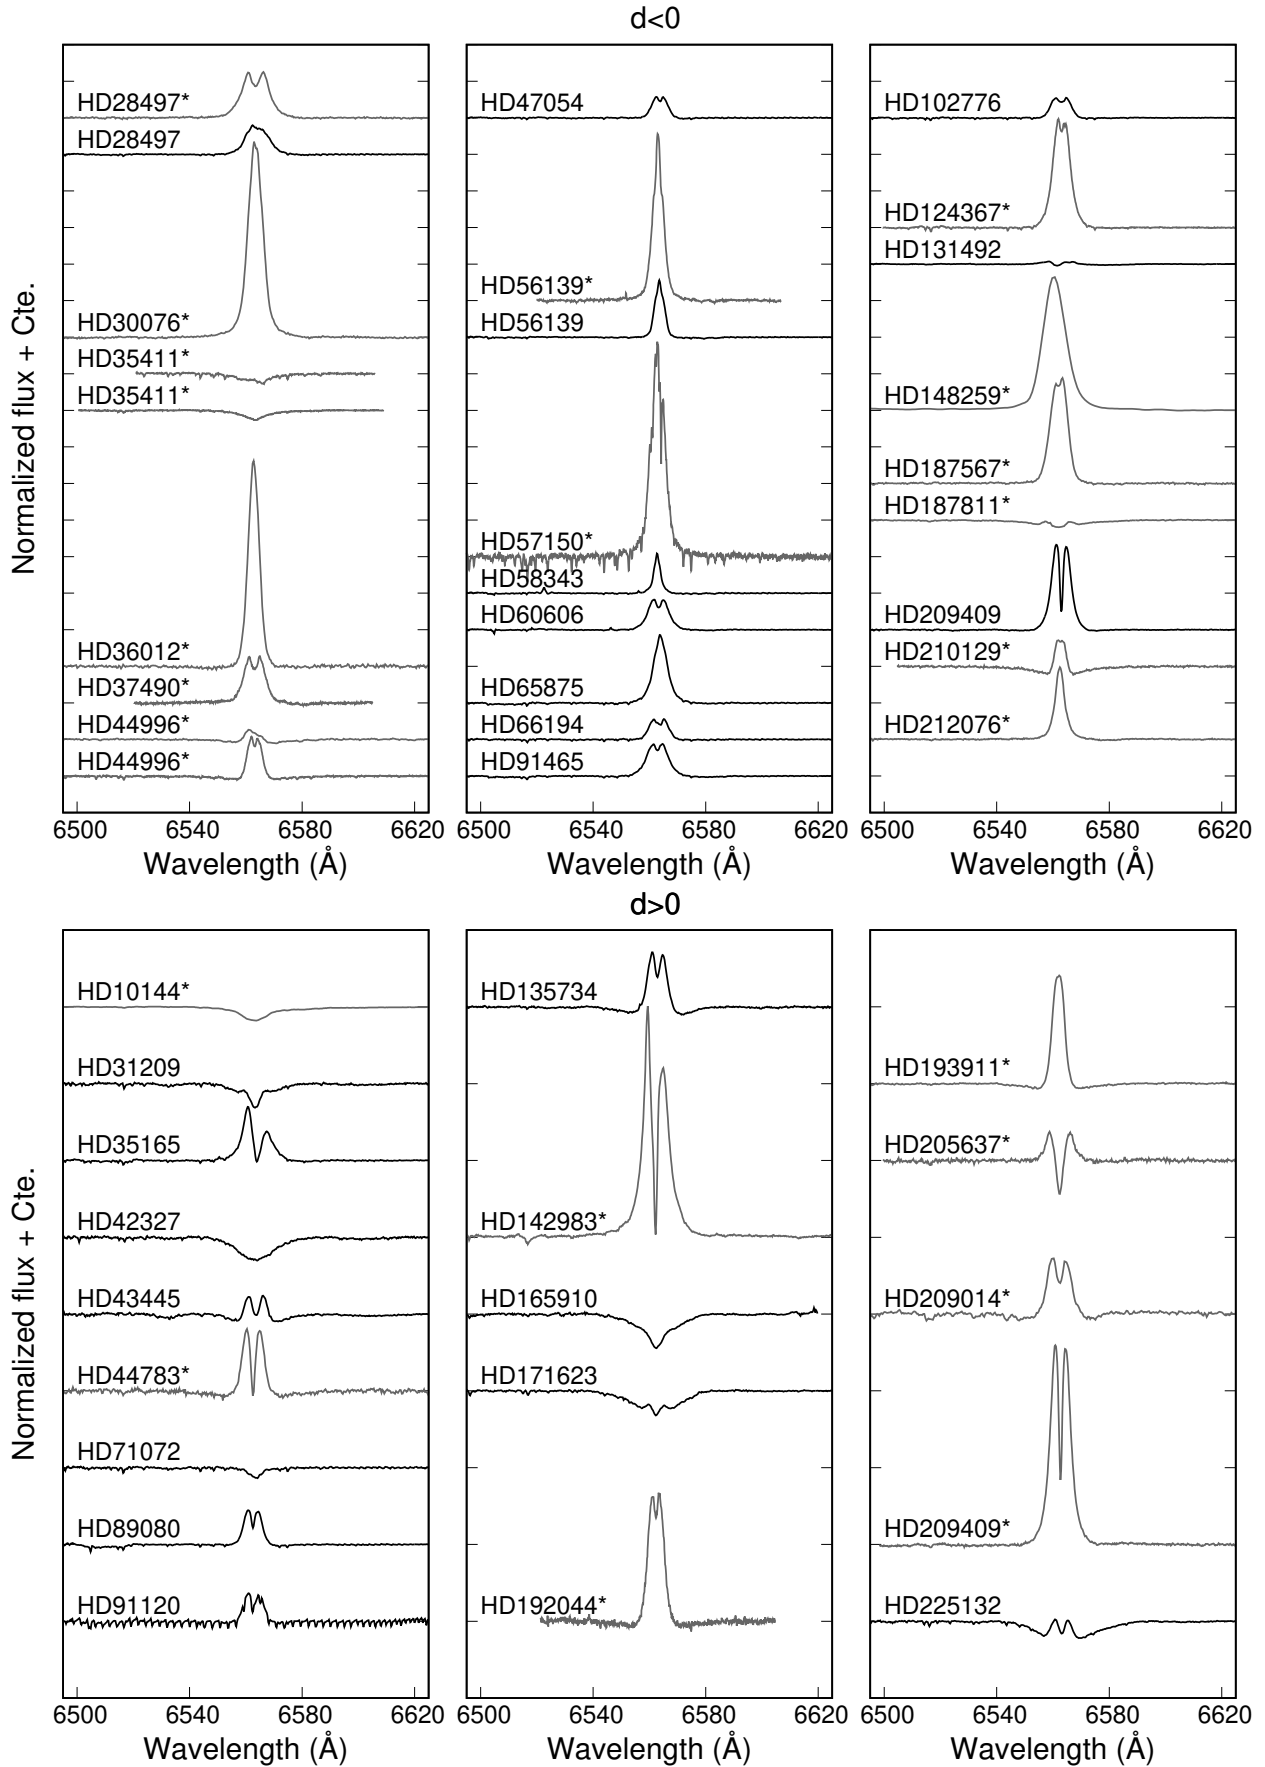 d<0
Normalized flux + Cte.
HD28497*
HD28497
HD30076*
HD35411*
HD35411*
HD36012*
HD37490*
HD44996*
HD44996*
6500 6540 6580 6620
Wavelength (Å)
HD47054
HD56139*
HD56139
HD57150*
HD58343
HD60606
HD65875
HD66194
HD91465
6500 6540 6580 6620
Wavelength (Å)
HD102776
HD124367*
HD131492
HD148259*
HD187567*
HD187811*
HD209409
HD210129*
HD212076*
6500 6540 6580 6620
Wavelength (Å)
d>0
Normalized flux + Cte.
HD10144*
HD31209
HD35165
HD42327
HD43445
HD44783*
HD71072
HD89080
HD91120
6500 6540 6580 6620
Wavelength (Å)
HD135734
HD142983*
HD165910
HD171623
HD192044*
6500 6540 6580 6620
Wavelength (Å)
HD193911*
HD205637*
HD209014*
HD209409*
HD225132
6500 6540 6580 6620
Wavelength (Å)